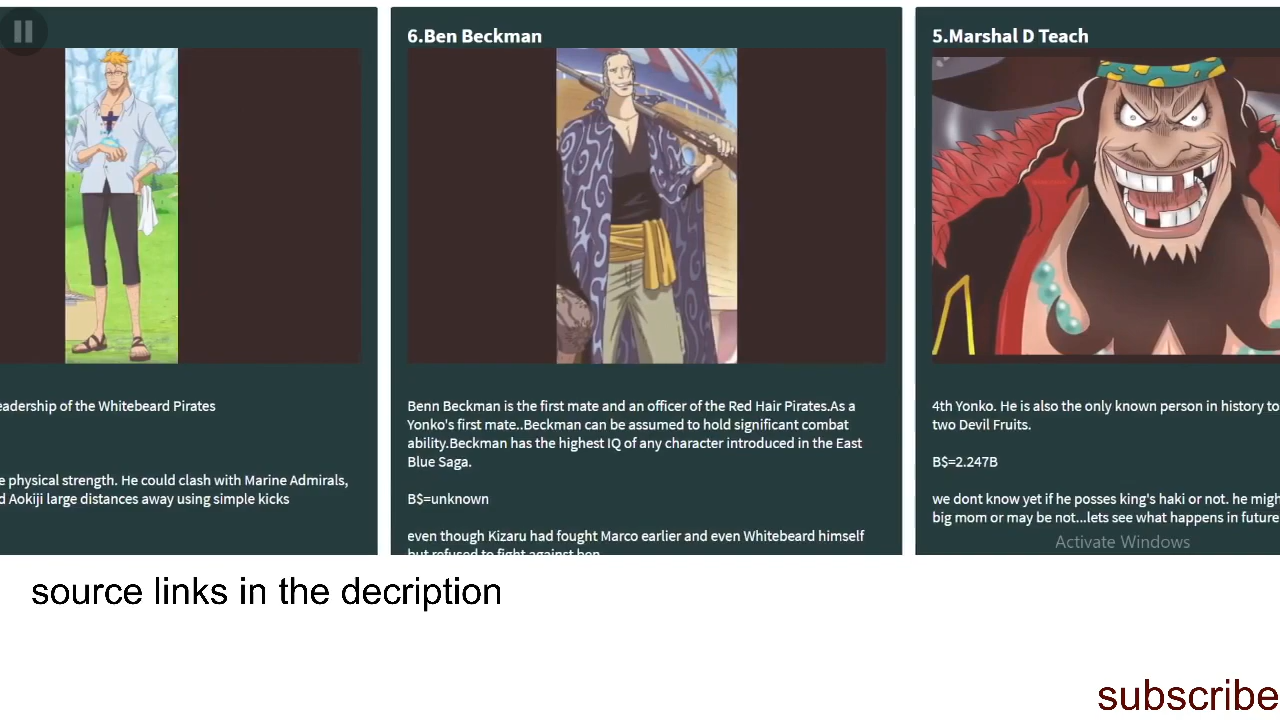 6.Ben Beckman
5.Marshal D Teach
eadership of the Whitebeard Pirates
e physical strength. He could clash with Marine Admirals,
d Aokiji large distances away using simple kicks
Benn Beckman is the first mate and an officer of the Red Hair Pirates.As a
Yonko's first mate..Beckman can be assumed to hold significant combat
ability.Beckman has the highest IQ of any character introduced in the East
Blue Saga.
B$=unknown
even though Kizaru had fought Marco earlier and even Whitebeard himself
but refused to fight against ben
4th Yonko. He is also the only known person in history to
two Devil Fruits.
B$=2.247B
we dont know yet if he posses king's haki or not. he migh
big mom or may be not...lets see what happens in future
Activate Windows
source links in the decription
subscribe